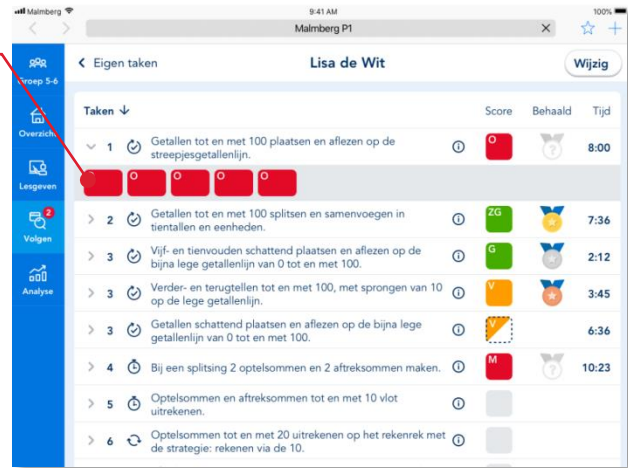 Malmberg
9:41 AM
100%
Malmberg P1
Groep 5-6
Eigen taken
Lisa de Wit
Wijzig
Overzicht
Taken
Score
Behaald
Tijd
1
Getallen tot en met 100 plaatsen en aflezen op de
streepjesgetallenlijn.
O
?
8:00
O
O
O
O
Lesgeven
2
Getallen tot en met 100 splitsen en samenvoegen in
tientallen en eenheden.
ZG
7:36
2
Volgen
3
Vijf- en tienvouden schattend plaatsen en aflezen op de
bijna lege getallenlijn van 0 tot en met 100.
G
2:12
Analyse
3
Verder- en terugtellen tot en met 100, met sprongen van 10
op de lege getallenlijn.
V
3:45
3
Getallen schattend plaatsen en aflezen op de bijna lege
getallenlijn van 0 tot en met 100.
V
6:36
4
Bij een splitsing 2 optelsommen en 2 aftreksommen maken.
M
?
10:23
5
Optelsommen en aftreksommen tot en met 10 vlot
uitrekenen.
6
Optelsommen tot en met 20 uitrekenen op het rekenrek met
de strategie: rekenen via de 10.